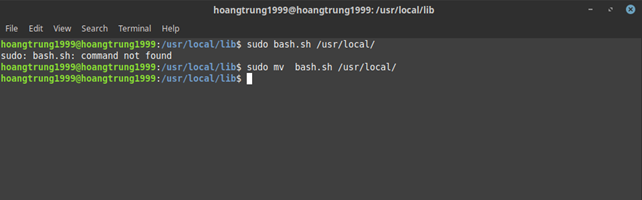 hoangtrung1999@hoangtrung1999: /usr/local/lib
File Edit View Search Terminal Help
hoangtrung1999@hoangtrung1999:/usr/local/lib$ sudo bash.sh /usr/local/
sudo: bash.sh: command not found
hoangtrung1999@hoangtrung1999:/usr/local/lib$ sudo mv  bash.sh /usr/local/
hoangtrung1999@hoangtrung1999:/usr/local/lib$